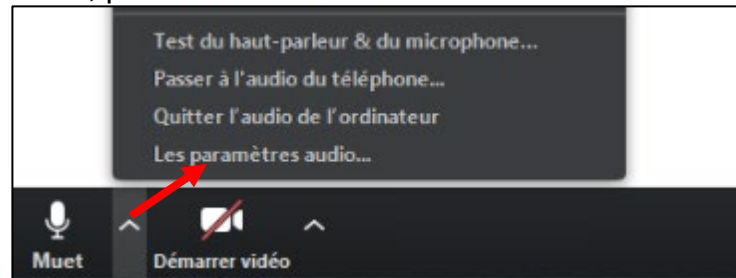 Test du haut-parleur & du microphone...
Passer à l'audio du téléphone...
Quitter l'audio de l'ordinateur
Les paramètres audio...
Muet
Démarrer vidéo